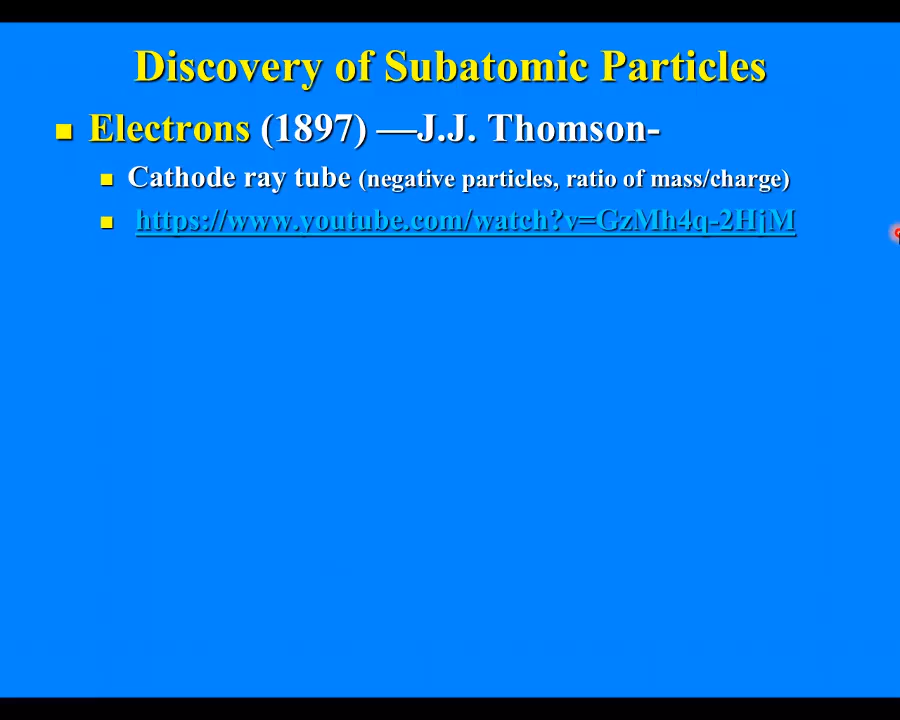 Discovery of Subatomic Particles
Electrons (1897) —J.J. Thomson-
Cathode ray tube (negative particles, ratio of mass/charge)
https://www.youtube.com/watch?v=GzMh4q-2HjM